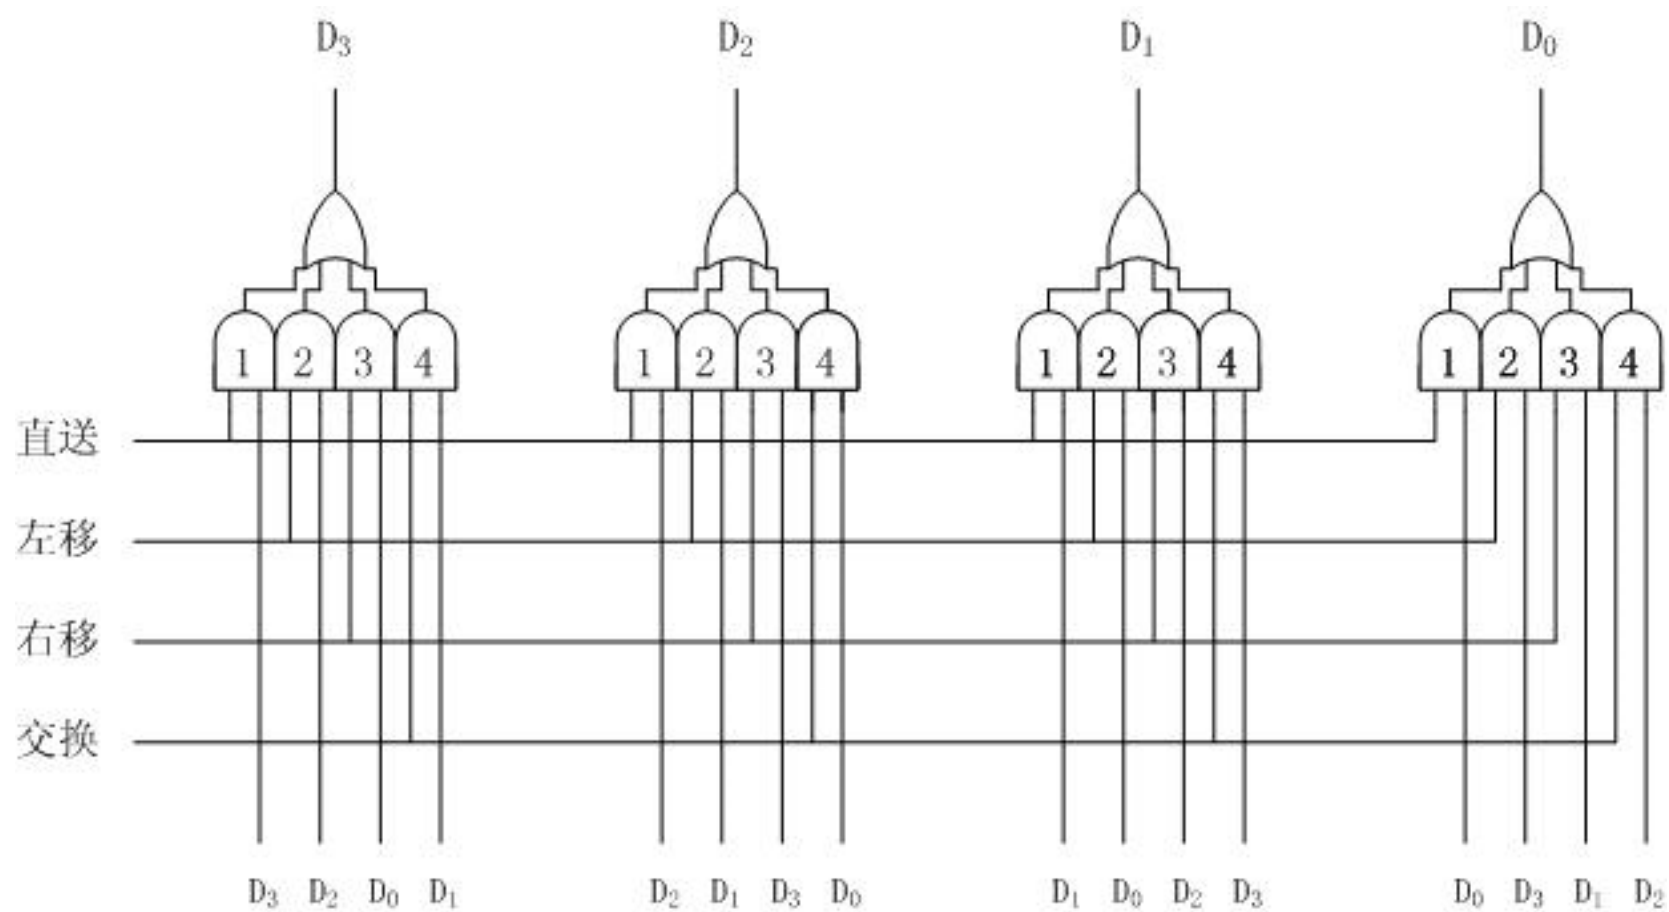 D₃ D₂ D₁ D₀
1 2 3 4 1 2 3 4 1 2 3 4 1 2 3 4
直送
左移
右移
交换
D₃ D₂ D₀ D₁ D₂ D₁ D₃ D₀ D₁ D₀ D₂ D₃ D₀ D₃ D₁ D₂